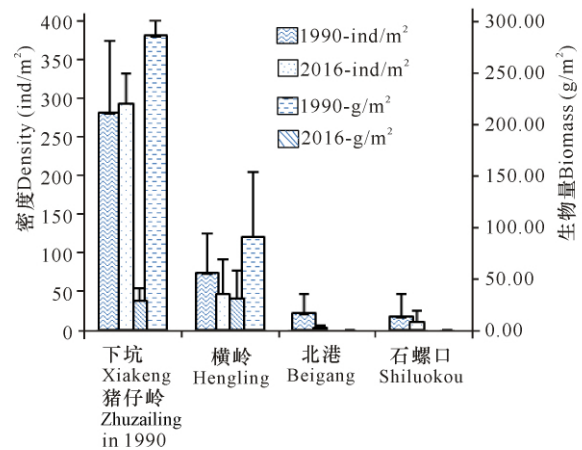 密度Density (ind/m²)
400
350
300
250
200
150
100
50
0
1990-ind/m²
2016-ind/m²
1990-g/m²
2016-g/m²
300.00
250.00
200.00
150.00
100.00
50.00
0.00
生物量Biomass (g/m²)
下坑
Xiakeng
猪仔岭
Zhuzailing
in 1990
横岭
Hengling
北港
Beigang
石螺口
Shiluokou